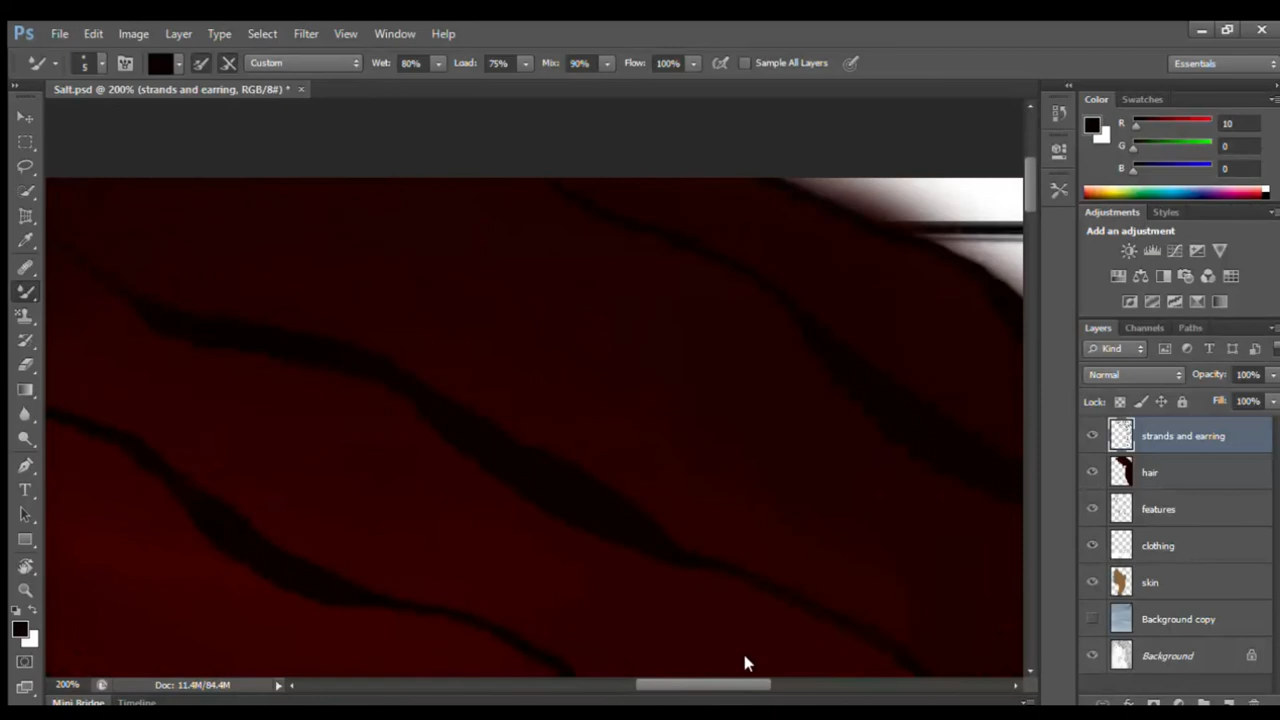 Ps File Edit Image Layer Type Select Filter View Window Help
5 Custom Wet: 80% Load: 75% Mix: 90% Flow: 100% Sample All Layers Essentials
Salt.psd @ 200% (strands and earring, RGB/8#) * ×
Color Swatches
R 10
G 0
B 0
Adjustments Styles
Add an adjustment
Layers Channels Paths
Kind
Normal Opacity: 100%
Lock: Fill: 100%
strands and earring
hair
features
clothing
skin
Background copy
Background
200% Doc: 11.4M/84.4M
Mini Bridge Timeline